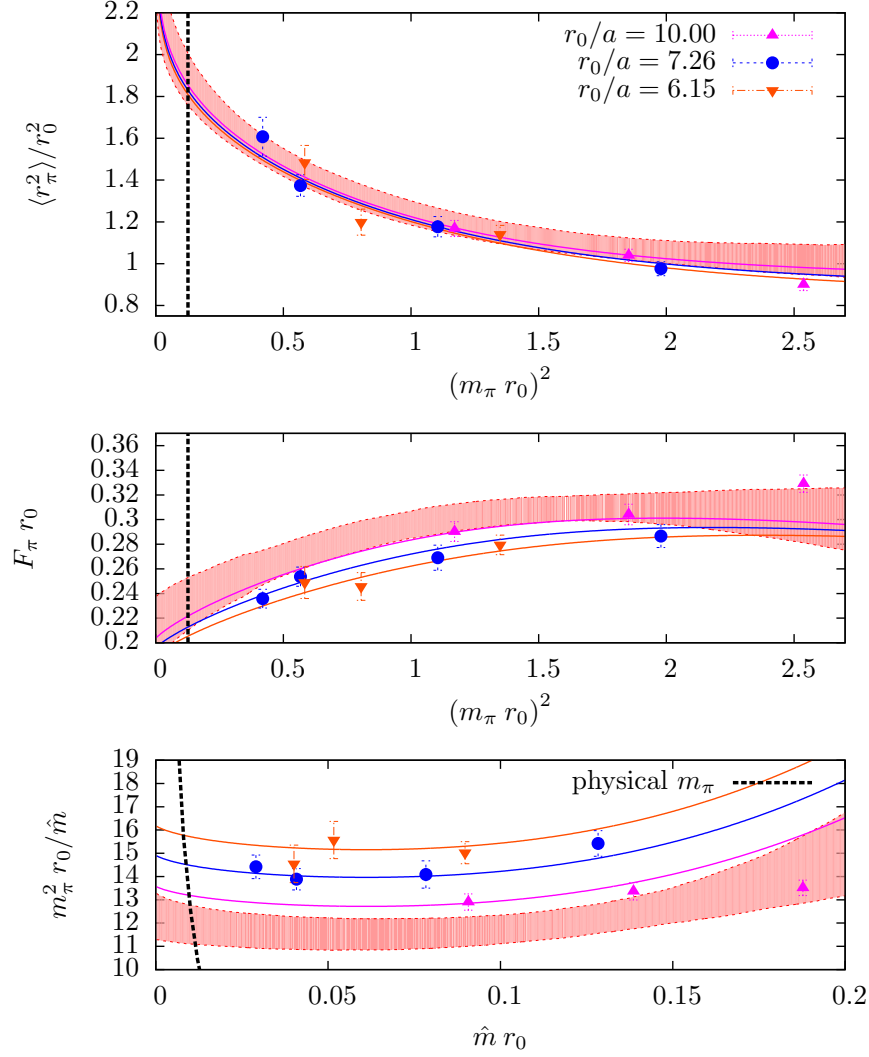 2.2
2
1.8
1.6
1.4
1.2
1
0.8
⟨r_π^2⟩/r_0^2
r_0/a = 10.00
r_0/a = 7.26
r_0/a = 6.15
0 0.5 1 1.5 2 2.5
(m_π r_0)^2
0.36
0.34
0.32
0.3
0.28
0.26
0.24
0.22
0.2
F_π r_0
0 0.5 1 1.5 2 2.5
(m_π r_0)^2
19
18
17
16
15
14
13
12
11
10
m_π^2 r_0/m̂
physical m_π
0 0.05 0.1 0.15 0.2
m̂ r_0